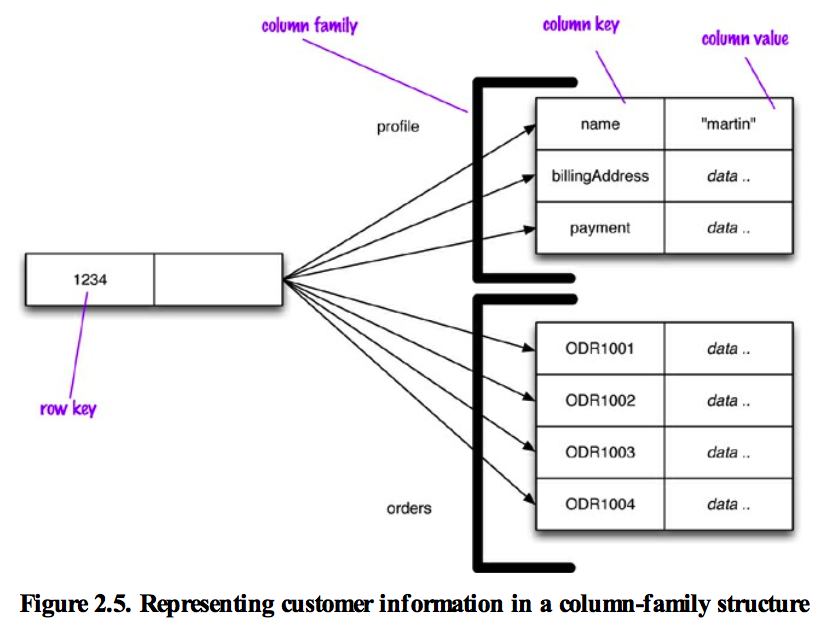 column family
column key
column value
profile
name
"martin"
billingAddress
data ..
payment
data ..
1234
row key
ODR1001
data ..
ODR1002
data ..
ODR1003
data ..
orders
ODR1004
data ..
Figure 2.5. Representing customer information in a column-family structure